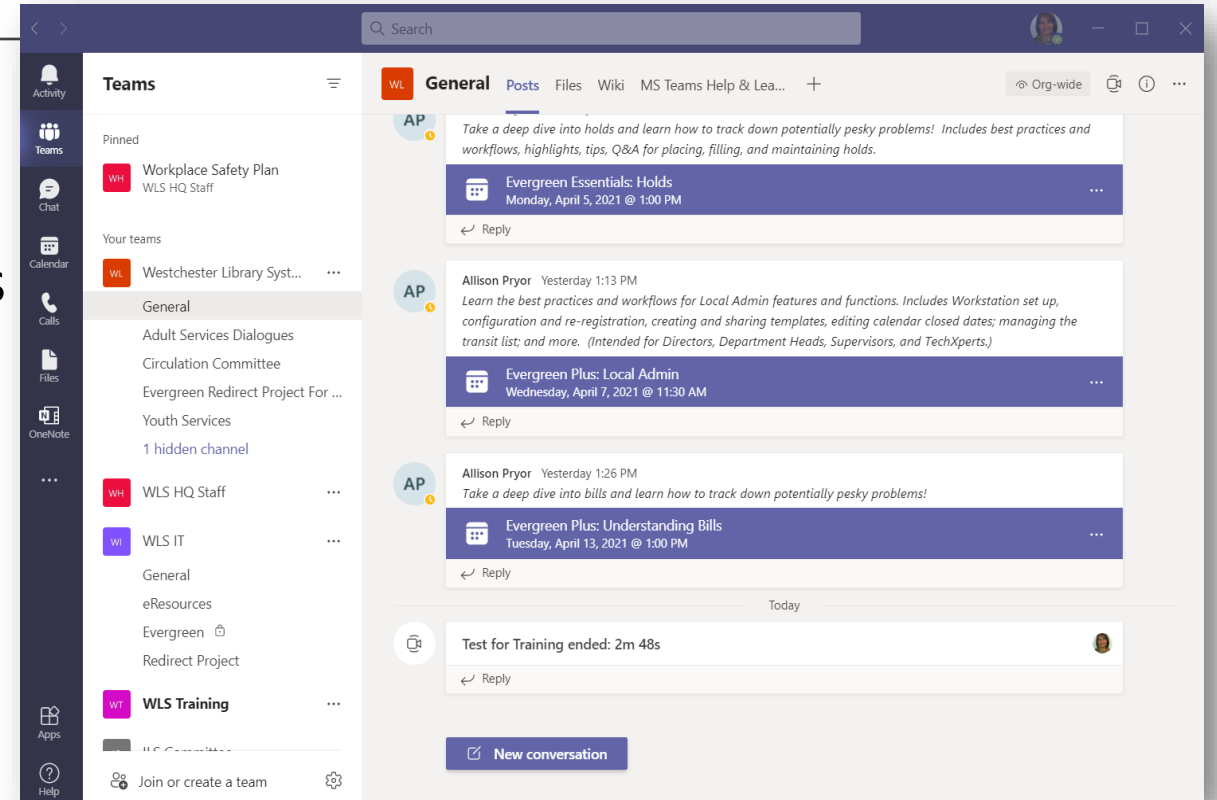 Search
Activity
Teams
Chat
Calendar
Calls
Files
OneNote
...
Apps
Help
Teams
Pinned
WH
Workplace Safety Plan
WLS HQ Staff
Your teams
WL Westchester Library Syst... ...
General
Adult Services Dialogues
Circulation Committee
Evergreen Redirect Project For ...
Youth Services
1 hidden channel
WH WLS HQ Staff ...
WI WLS IT ...
General
eResources
Evergreen
Redirect Project
WT WLS Training ...
Join or create a team
WL General Posts Files Wiki MS Teams Help & Lea... + Org-wide ...
AP
Take a deep dive into holds and learn how to track down potentially pesky problems! Includes best practices and
workflows, highlights, tips, Q&A for placing, filling, and maintaining holds.
Evergreen Essentials: Holds ...
Monday, April 5, 2021 @ 1:00 PM
Reply
AP
Allison Pryor Yesterday 1:13 PM
Learn the best practices and workflows for Local Admin features and functions. Includes Workstation set up,
configuration and re-registration, creating and sharing templates, editing calendar closed dates; managing the
transit list; and more. (Intended for Directors, Department Heads, Supervisors, and TechXperts.)
Evergreen Plus: Local Admin ...
Wednesday, April 7, 2021 @ 11:30 AM
Reply
AP
Allison Pryor Yesterday 1:26 PM
Take a deep dive into bills and learn how to track down potentially pesky problems!
Evergreen Plus: Understanding Bills ...
Tuesday, April 13, 2021 @ 1:00 PM
Reply
Today
Test for Training ended: 2m 48s
Reply
New conversation